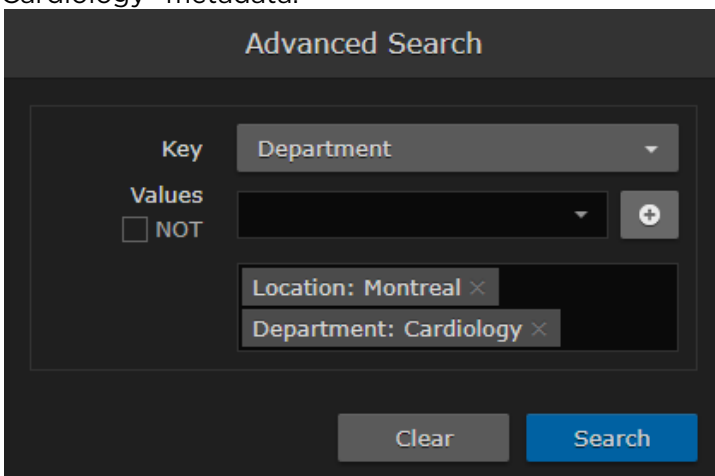 Cardiology" metadata.
Advanced Search
Key
Department
Values
NOT
Location: Montreal ×
Department: Cardiology ×
Clear
Search